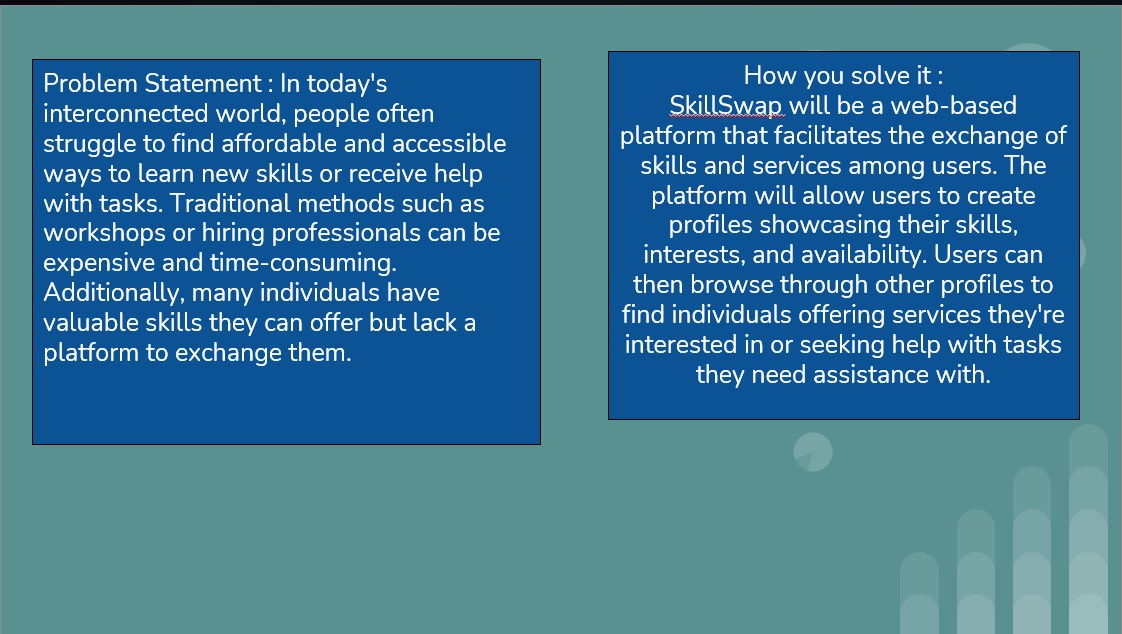 Problem Statement : In today's
interconnected world, people often
struggle to find affordable and accessible
ways to learn new skills or receive help
with tasks. Traditional methods such as
workshops or hiring professionals can be
expensive and time-consuming.
Additionally, many individuals have
valuable skills they can offer but lack a
platform to exchange them.
How you solve it :
SkillSwap will be a web-based
platform that facilitates the exchange of
skills and services among users. The
platform will allow users to create
profiles showcasing their skills,
interests, and availability. Users can
then browse through other profiles to
find individuals offering services they're
interested in or seeking help with tasks
they need assistance with.